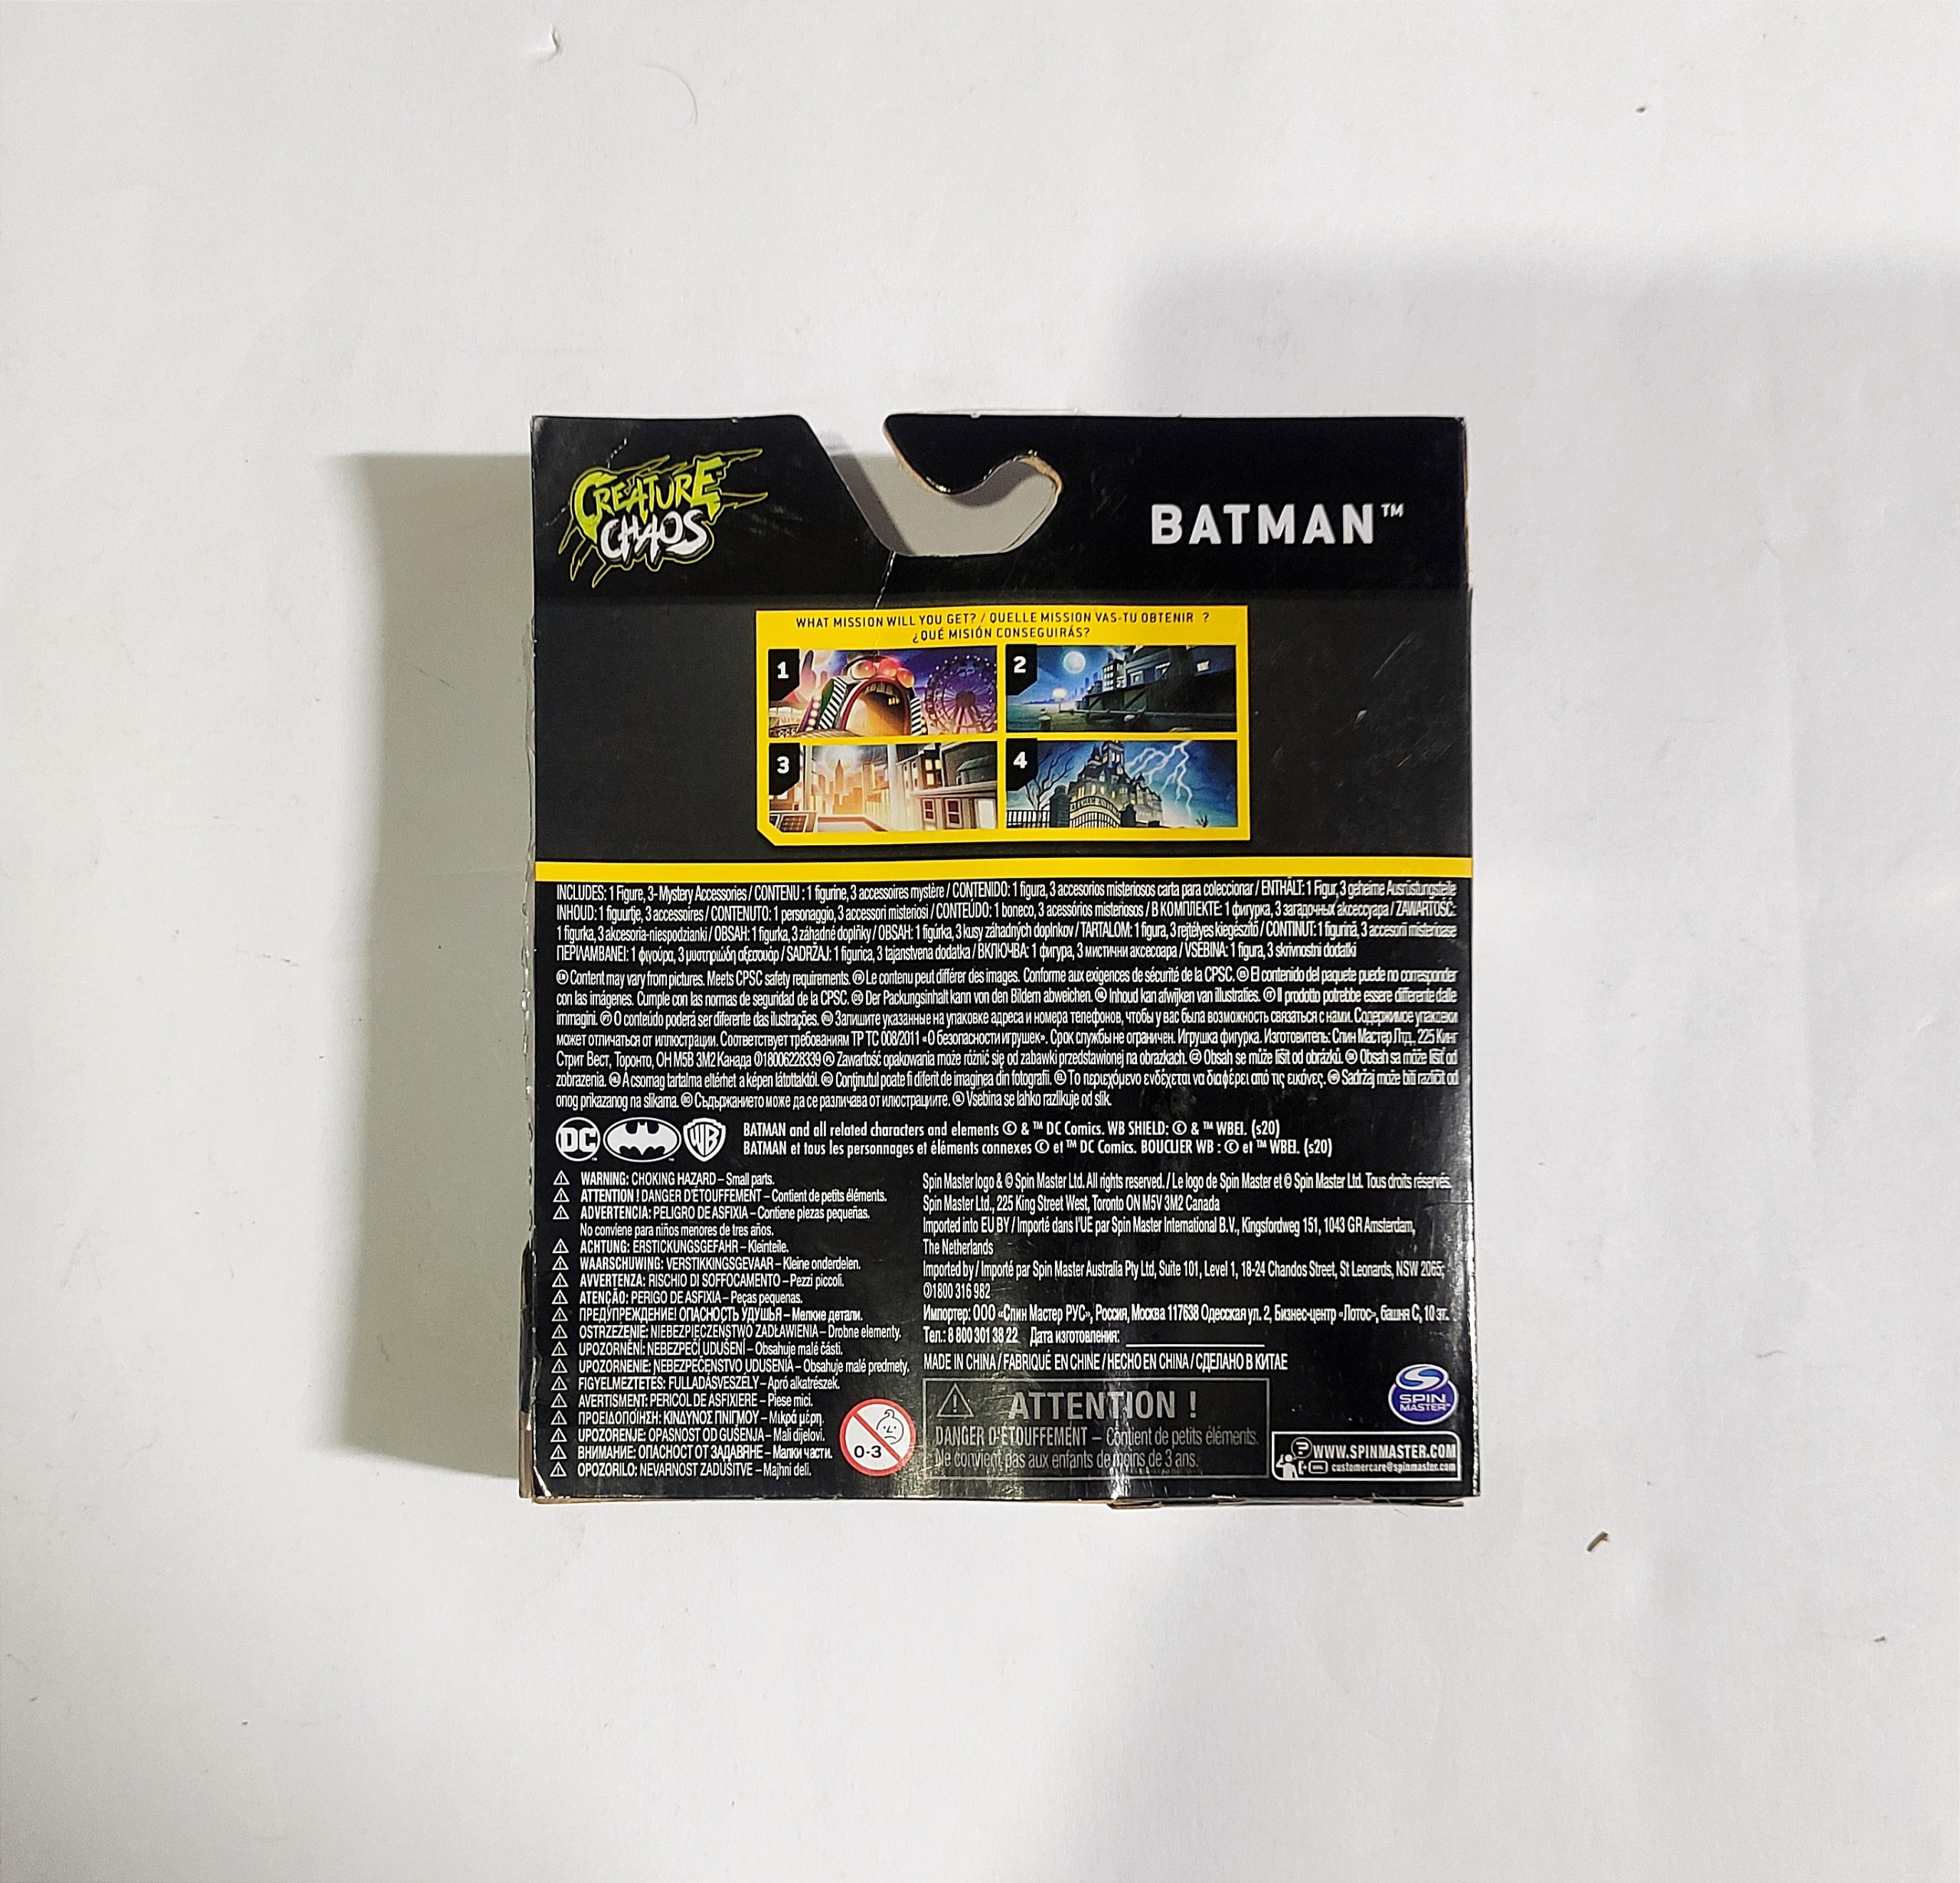 CREATURE
CHAOS
BATMAN™
WHAT MISSION WILL YOU GET? / QUELLE MISSION VAS-TU OBTENIR ?
¿QUÉ MISIÓN CONSEGUIRÁS?
1
2
3
4
INCLUDES: 1 Figure, 3- Mystery Accessories / CONTENU : 1 figurine, 3 accessoires mystère / CONTENIDO: 1 figura, 3 accesorios misteriosos carta para coleccionar / ENTHÄLT: 1 Figur, 3 geheime Ausrüstungsteile
INHOUD: 1 figuurtje, 3 accessoires / CONTENUTO: 1 personaggio, 3 accessori misteriosi / CONTEÚDO: 1 boneco, 3 acessórios misteriosos / В КОМПЛЕКТЕ: 1 фигурка, 3 загадочных аксессуара / ZAWARTOŚĆ:
1 figurka, 3 akcesoria-niespodzianki / OBSAH: 1 figurka, 3 záhadné doplňky / OBSAH: 1 figúrka, 3 kusy záhadných doplnkov / TARTALOM: 1 figura, 3 rejtélyes kiegészítő / CONȚINUT: 1 figurină, 3 accesorii misterioase
ΠΕΡΙΛΑΜΒΑΝΕΙ: 1 φιγούρα, 3 μυστηριώδη αξεσουάρ / SADRŽAJ: 1 figurica, 3 tajanstvena dodatka / ВКЛЮЧВА: 1 фигура, 3 мистични аксесоара / VSEBINA: 1 figura, 3 skrivnostni dodatki
EN Content may vary from pictures. Meets CPSC safety requirements. FR Le contenu peut différer des images. Conforme aux exigences de sécurité de la CPSC. ES El contenido del paquete puede no corresponder
con las imágenes. Cumple con las normas de seguridad de la CPSC. DE Der Packungsinhalt kann von den Bildern abweichen. NL Inhoud kan afwijken van illustraties. IT Il prodotto potrebbe essere differente dalle
immagini. PT O conteúdo poderá ser diferente das ilustrações. RU Запишите указанные на упаковке адреса и номера телефонов, чтобы у вас была возможность связаться с нами. Содержимое упаковки
может отличаться от иллюстрации. Соответствует требованиям ТР ТС 008/2011 «О безопасности игрушек». Срок службы не ограничен. Игрушка фигурка. Изготовитель: Спин Мастер Лтд., 225 Кинг
Стрит Вест, Торонто, ОН M5B 3M2 Канада 18006228339 PL Zawartość opakowania może różnić się od zabawki przedstawionej na obrazkach. CZ Obsah se může lišit od obrázků. SK Obsah sa môže líšiť od
zobrazenia. HU A csomag tartalma eltérhet a képen látottaktól. RO Conținutul poate fi diferit de imaginea din fotografii. EL Το περιεχόμενο ενδέχεται να διαφέρει από τις εικόνες. HR Sadržaj može biti različit od
onog prikazanog na slikama. BG Съдържанието може да се различава от илюстрациите. SL Vsebina se lahko razlikuje od slik.
DC WB BATMAN and all related characters and elements © & ™ DC Comics. WB SHIELD: © & ™ WBEI. (s20)
BATMAN et tous les personnages et éléments connexes © et ™ DC Comics. BOUCLIER WB : © et ™ WBEI. (s20)
WARNING: CHOKING HAZARD – Small parts.
ATTENTION ! DANGER D'ÉTOUFFEMENT – Contient de petits éléments.
ADVERTENCIA: PELIGRO DE ASFIXIA – Contiene piezas pequeñas.
No conviene para niños menores de tres años.
ACHTUNG: ERSTICKUNGSGEFAHR – Kleinteile.
WAARSCHUWING: VERSTIKKINGSGEVAAR – Kleine onderdelen.
AVVERTENZA: RISCHIO DI SOFFOCAMENTO – Pezzi piccoli.
ATENÇÃO: PERIGO DE ASFIXIA – Peças pequenas.
ПРЕДУПРЕЖДЕНИЕ! ОПАСНОСТЬ УДУШЬЯ – Мелкие детали.
OSTRZEŻENIE: NIEBEZPIECZEŃSTWO ZADŁAWIENIA – Drobne elementy.
UPOZORNĚNÍ: NEBEZPEČÍ UDUŠENÍ – Obsahuje malé části.
UPOZORNENIE: NEBEZPEČENSTVO UDUSENIA – Obsahuje malé predmety.
FIGYELMEZTETÉS: FULLADÁSVESZÉLY – Apró alkatrészek.
AVERTISMENT: PERICOL DE ASFIXIERE – Piese mici.
ΠΡΟΕΙΔΟΠΟΙΗΣΗ: ΚΙΝΔΥΝΟΣ ΠΝΙΓΜΟΥ – Μικρά μέρη.
UPOZORENJE: OPASNOST OD GUŠENJA – Mali dijelovi.
ВНИМАНИЕ: ОПАСНОСТ ОТ ЗАДАВЯНЕ – Малки части.
OPOZORILO: NEVARNOST ZADUŠITVE – Majhni deli.
0-3
Spin Master logo & © Spin Master Ltd. All rights reserved. / Le logo de Spin Master et © Spin Master Ltd. Tous droits réservés.
Spin Master Ltd., 225 King Street West, Toronto ON M5V 3M2 Canada
Imported into EU BY / Importé dans l'UE par Spin Master International B.V., Kingsfordweg 151, 1043 GR Amsterdam,
The Netherlands
Imported by / Importé par Spin Master Australia Pty Ltd, Suite 101, Level 1, 18-24 Chandos Street, St Leonards, NSW 2065;
1800 316 982
Импортер: ООО «Спин Мастер РУС», Россия, Москва 117638 Одесская ул. 2, Бизнес-центр «Лотос», башня С, 10 эт.
Тел.: 8 800 301 38 22 Дата изготовления:
MADE IN CHINA / FABRIQUÉ EN CHINE / HECHO EN CHINA / СДЕЛАНО В КИТАЕ
ATTENTION !
DANGER D'ÉTOUFFEMENT – Contient de petits éléments.
Ne convient pas aux enfants de moins de 3 ans.
SPIN
MASTER™
WWW.SPINMASTER.COM
customercare@spinmaster.com